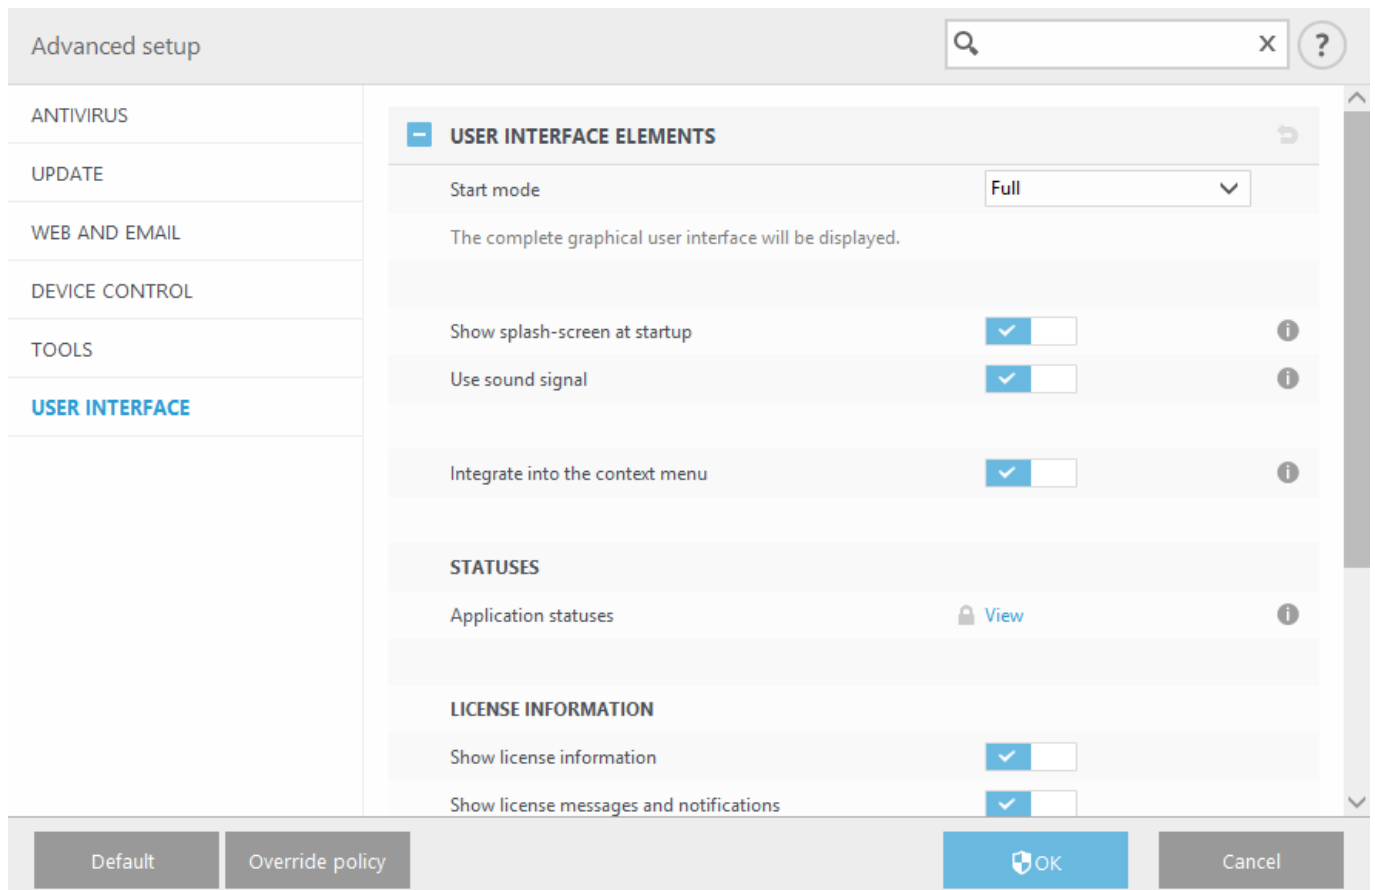 Advanced setup
X
?
ANTIVIRUS
UPDATE
WEB AND EMAIL
DEVICE CONTROL
TOOLS
USER INTERFACE
USER INTERFACE ELEMENTS
Start mode
Full
The complete graphical user interface will be displayed.
Show splash-screen at startup
Use sound signal
Integrate into the context menu
STATUSES
Application statuses
View
LICENSE INFORMATION
Show license information
Show license messages and notifications
Default
Override policy
OK
Cancel